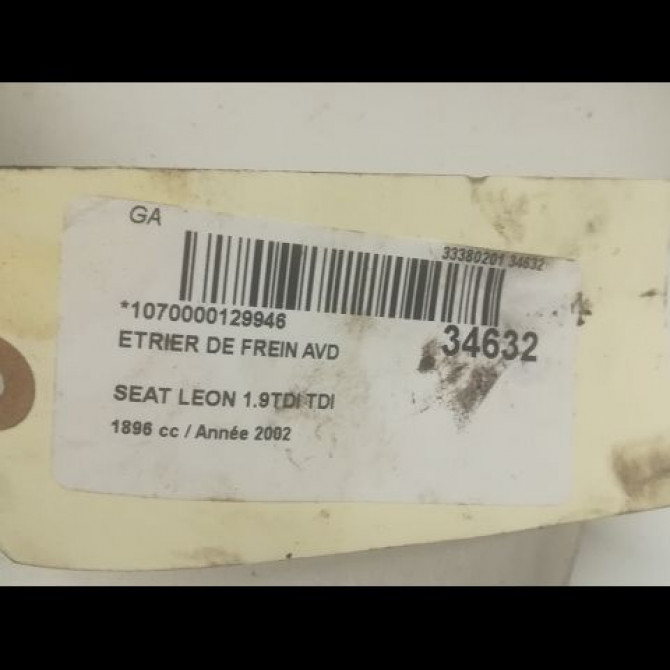 GA
33380201 34632
*1070000129946
34632
ETRIER DE FREIN AVD
SEAT LEON 1.9TDI TDI
1896 cc / Année 2002